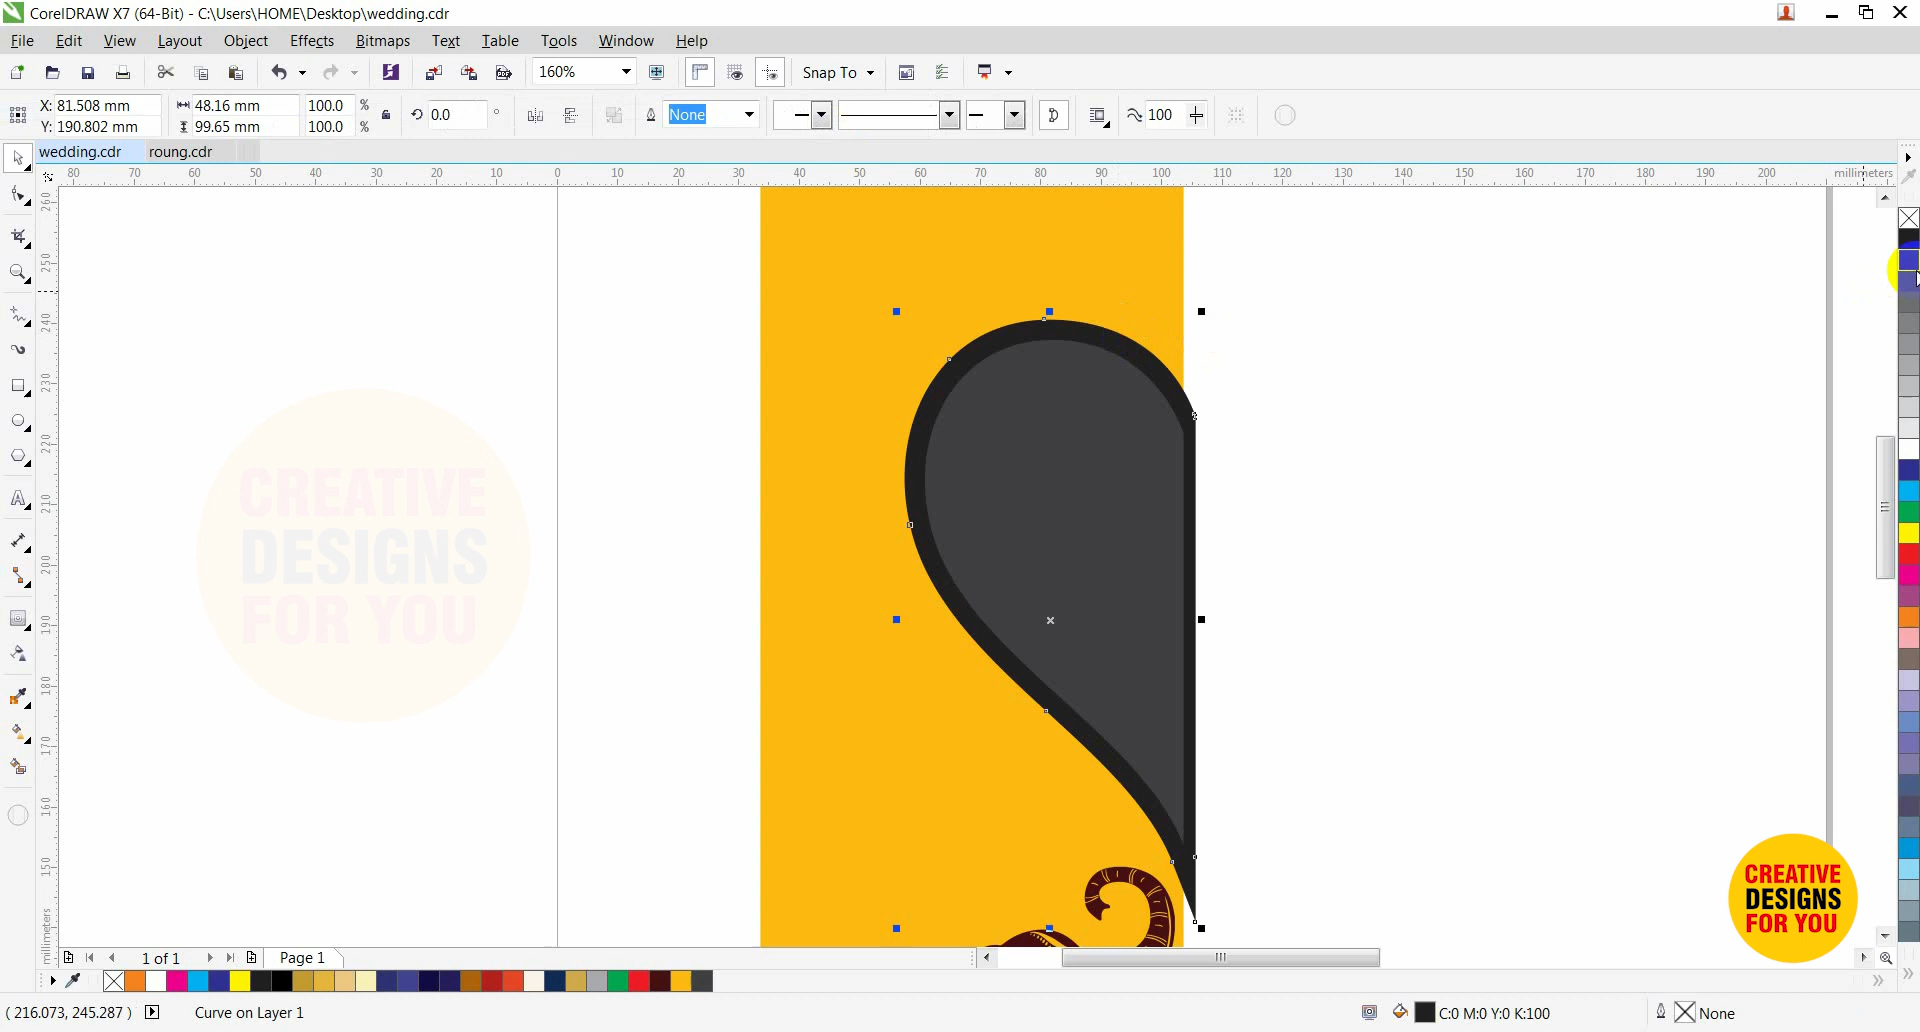 CorelDRAW X7 (64-Bit) - C:\Users\HOME\Desktop\wedding.cdr
File Edit View Layout Object Effects Bitmaps Text Table Tools Window Help
160% Snap To
X: 81.508 mm 48.16 mm 100.0 % 0.0 ° None 100
Y: 190.802 mm 99.65 mm 100.0 %
wedding.cdr roung.cdr
80 70 60 50 40 30 20 10 0 10 20 30 40 50 60 70 80 90 100 110 120 130 140 150 160 170 180 190 200 millimeters
260
250
240
230
220
210
200
190
180
170
160
150
millimeters
CREATIVE
DESIGNS
FOR YOU
CREATIVE
DESIGNS
FOR YOU
1 of 1 Page 1
( 216.073, 245.287 ) Curve on Layer 1 C:0 M:0 Y:0 K:100 None